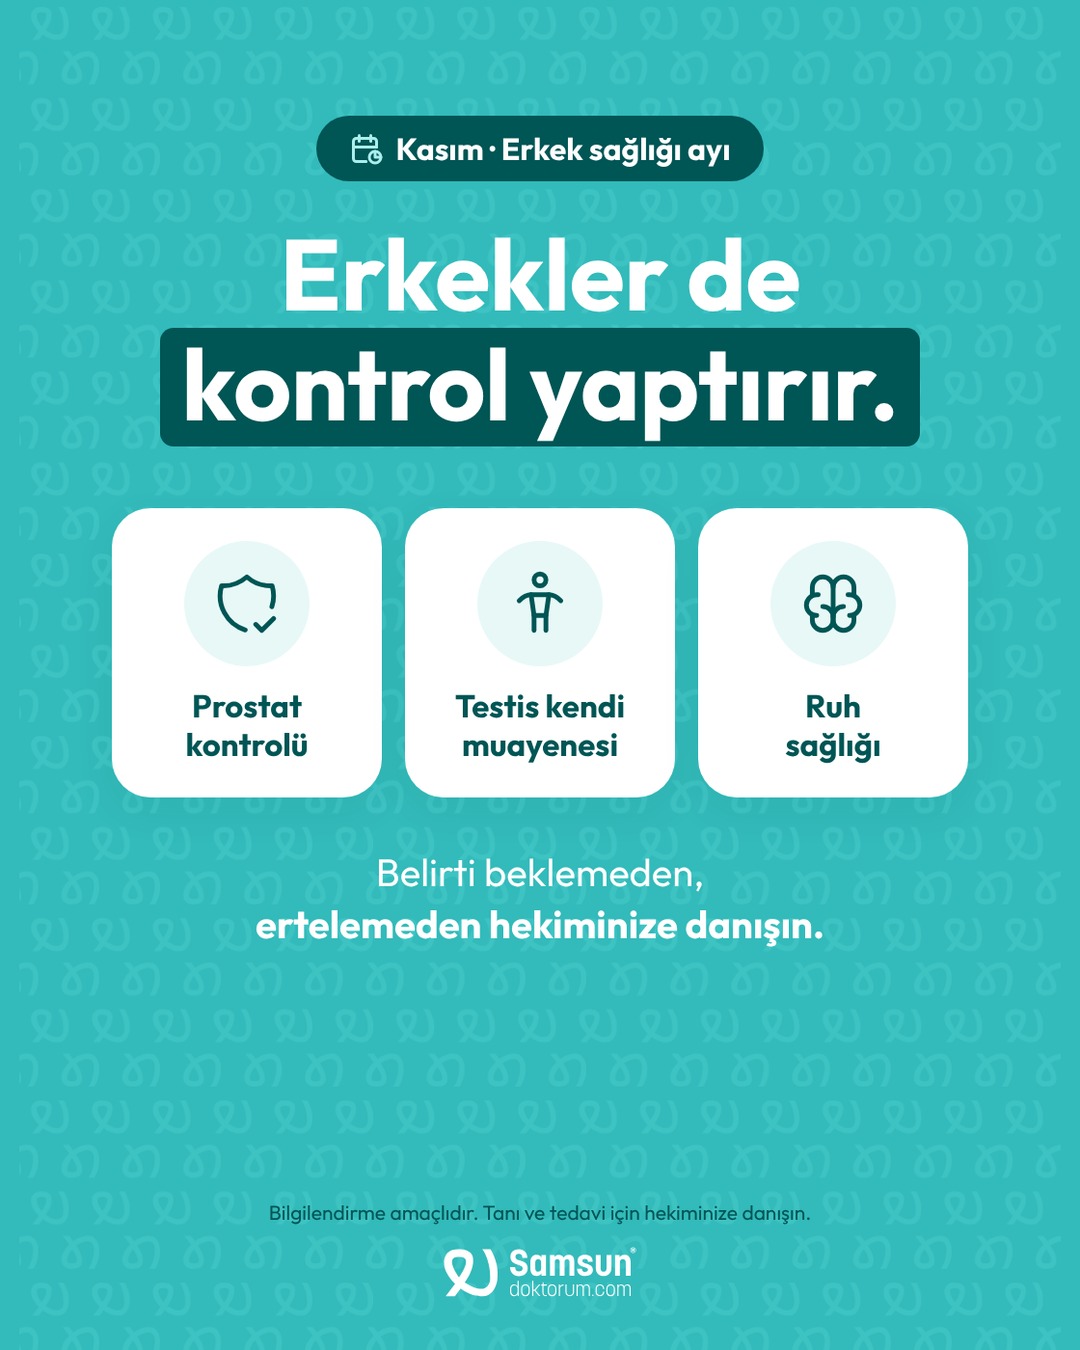 Kasım · Erkek sağlığı ayı
Erkekler de
kontrol yaptırır.
Prostat
kontrolü
Testis kendi
muayenesi
Ruh
sağlığı
Belirti beklemeden,
ertelemeden hekiminize danışın.
Bilgilendirme amaçlıdır. Tanı ve tedavi için hekiminize danışın.
Samsun®
doktorum.com